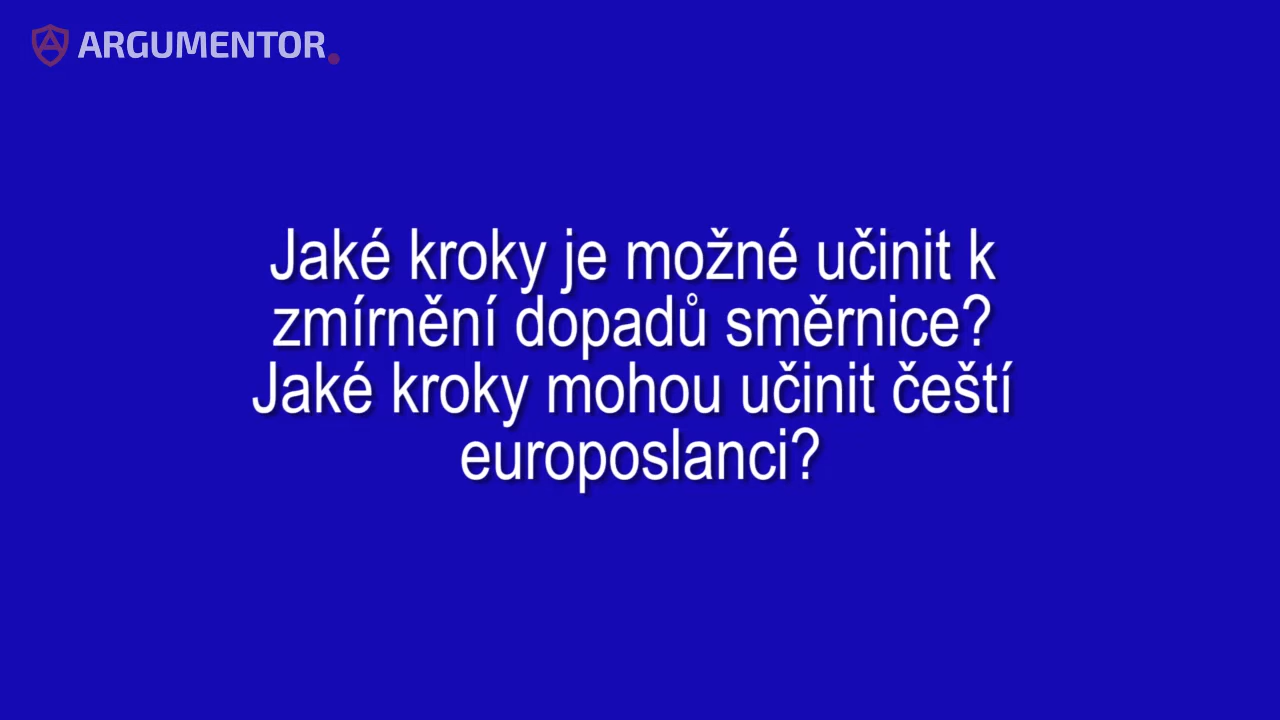 ARGUMENTOR.
Jaké kroky je možné učinit k
zmírnění dopadů směrnice?
Jaké kroky mohou učinit čeští
europoslanci?